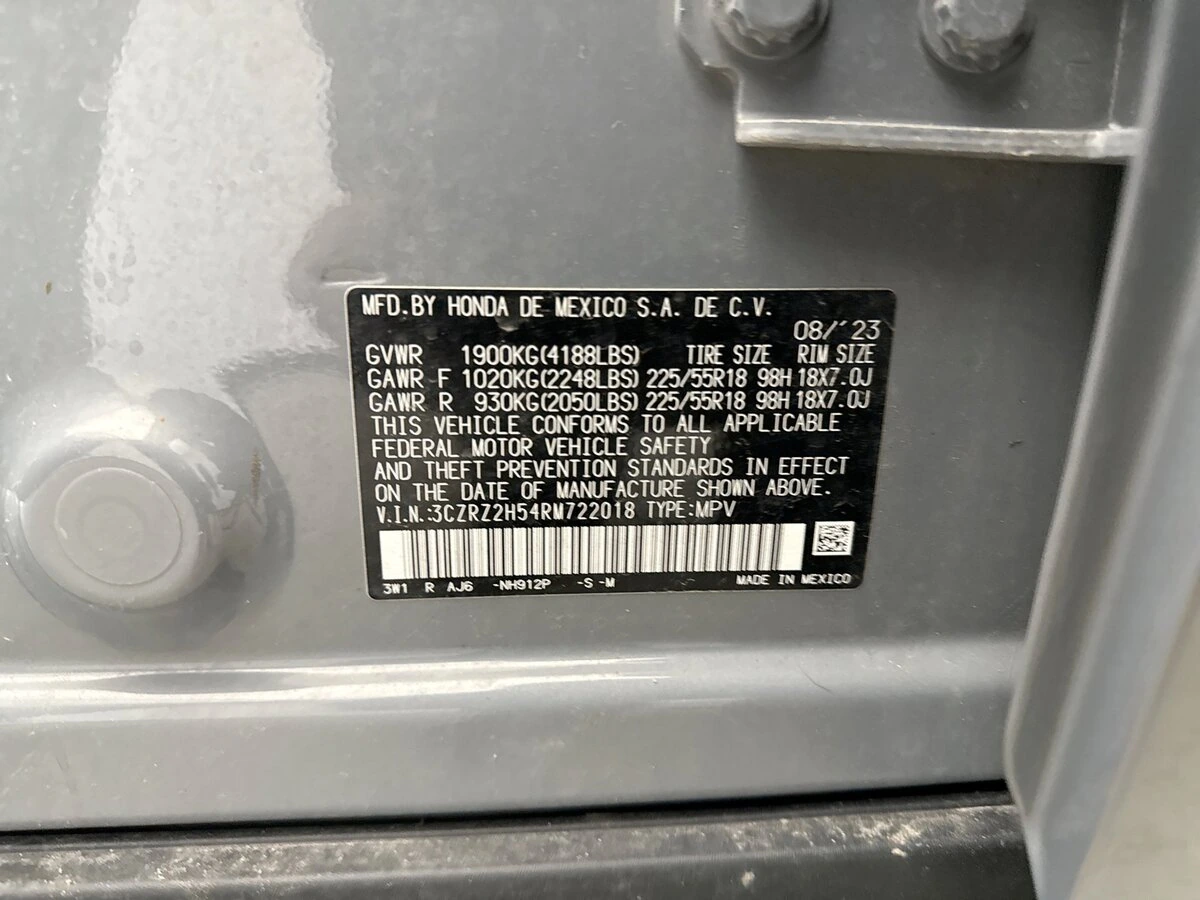 MFD.BY HONDA DE MEXICO S.A. DE C.V.
08/'23
GVWR 1900KG(4188LBS) TIRE SIZE RIM SIZE
GAWR F 1020KG(2248LBS) 225/55R18 98H 18X7.0J
GAWR R 930KG(2050LBS) 225/55R18 98H 18X7.0J
THIS VEHICLE CONFORMS TO ALL APPLICABLE
FEDERAL MOTOR VEHICLE SAFETY
AND THEFT PREVENTION STANDARDS IN EFFECT
ON THE DATE OF MANUFACTURE SHOWN ABOVE.
V.I.N.:3CZRZ2H54RM722018 TYPE:MPV
3W1 R AJ6 -NH912P -S -M MADE IN MEXICO